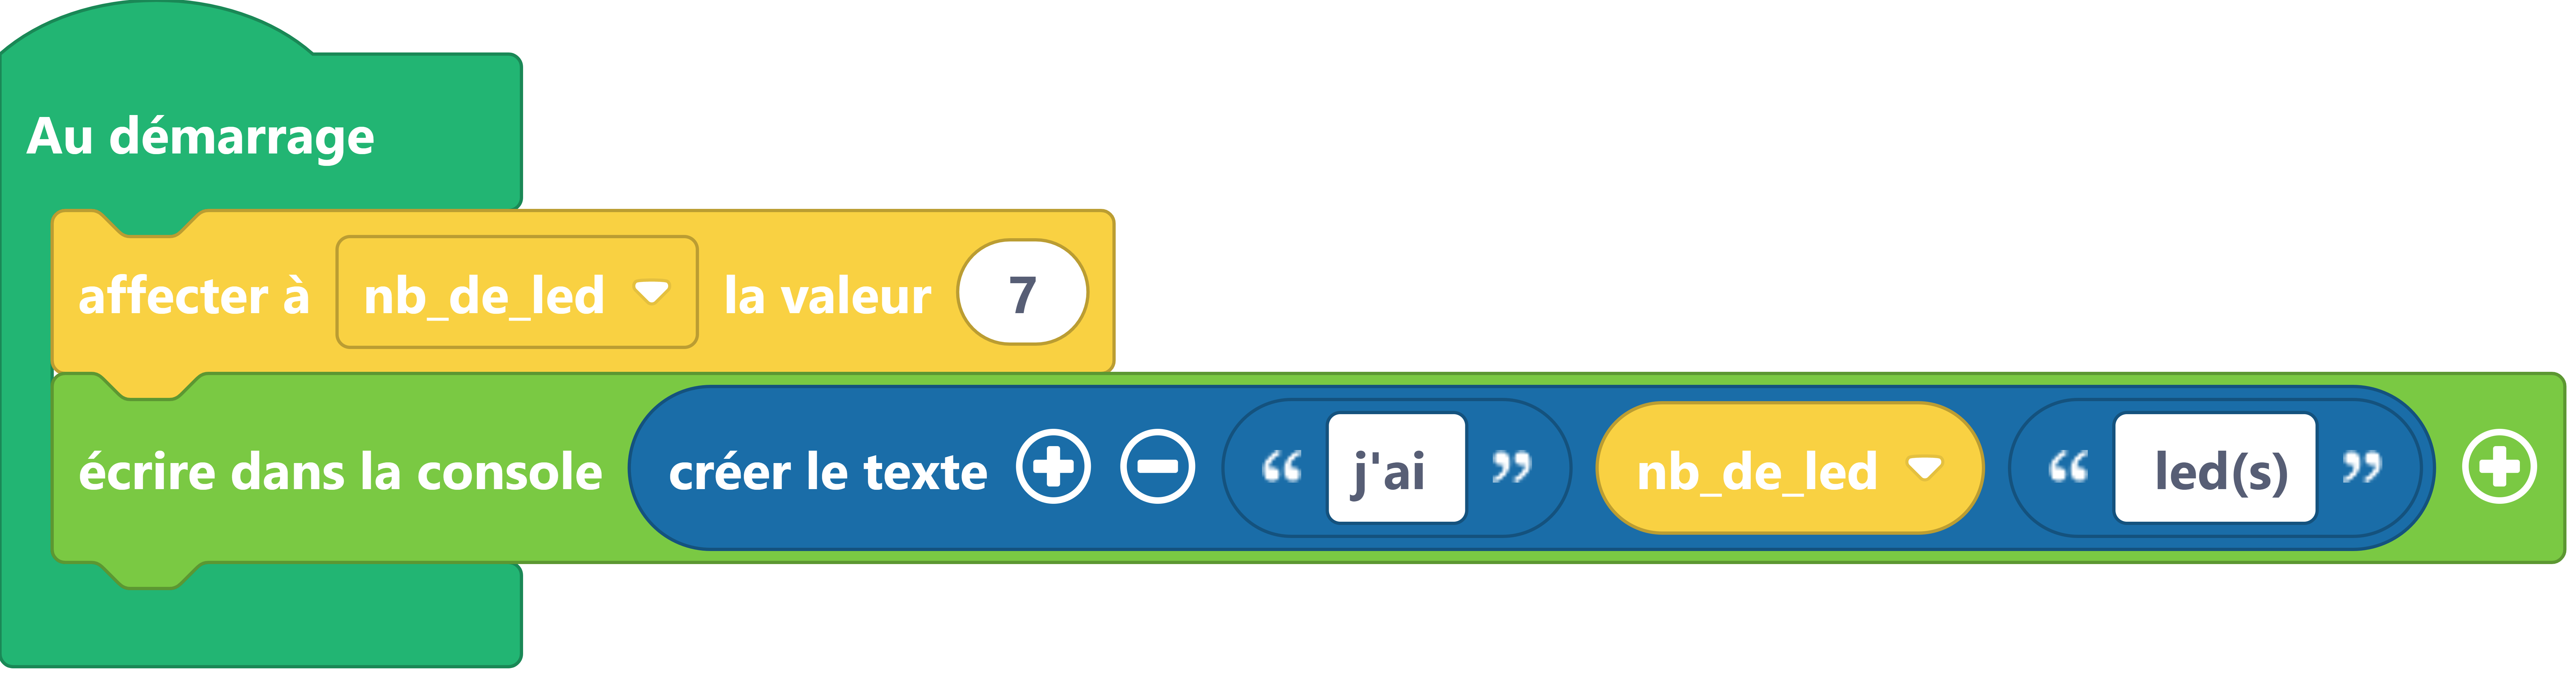 Au démarrage
affecter à nb_de_led la valeur 7
écrire dans la console créer le texte “ j'ai ” nb_de_led “ led(s) ”